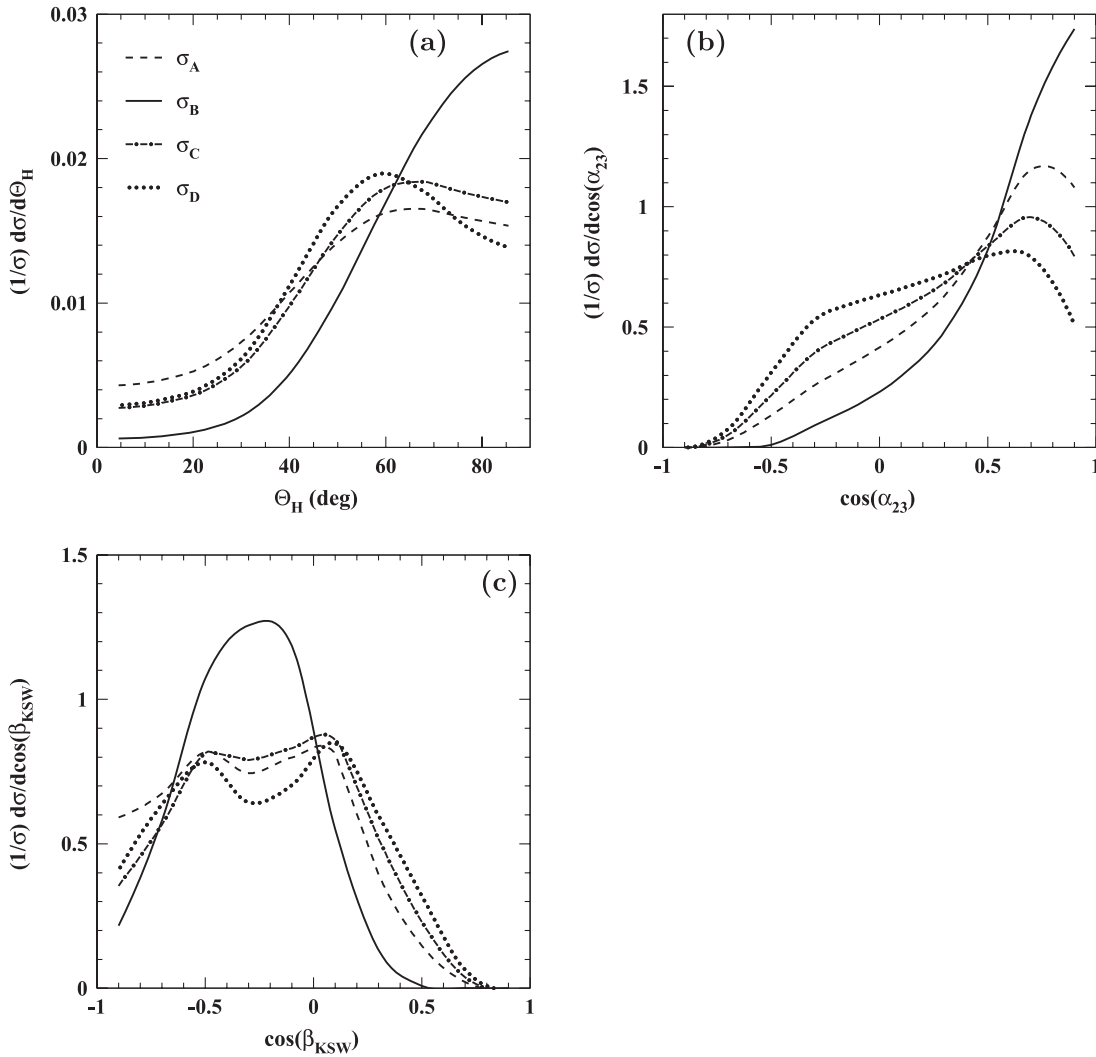 (a)
(1/σ) dσ/dΘ_H
0.03
0.02
0.01
0
σ_A
σ_B
σ_C
σ_D
0 20 40 60 80
Θ_H (deg)
(b)
(1/σ) dσ/dcos(α_23)
1.5
1
0.5
0
-1 -0.5 0 0.5 1
cos(α_23)
(c)
(1/σ) dσ/dcos(β_KSW)
1.5
1
0.5
0
-1 -0.5 0 0.5 1
cos(β_KSW)